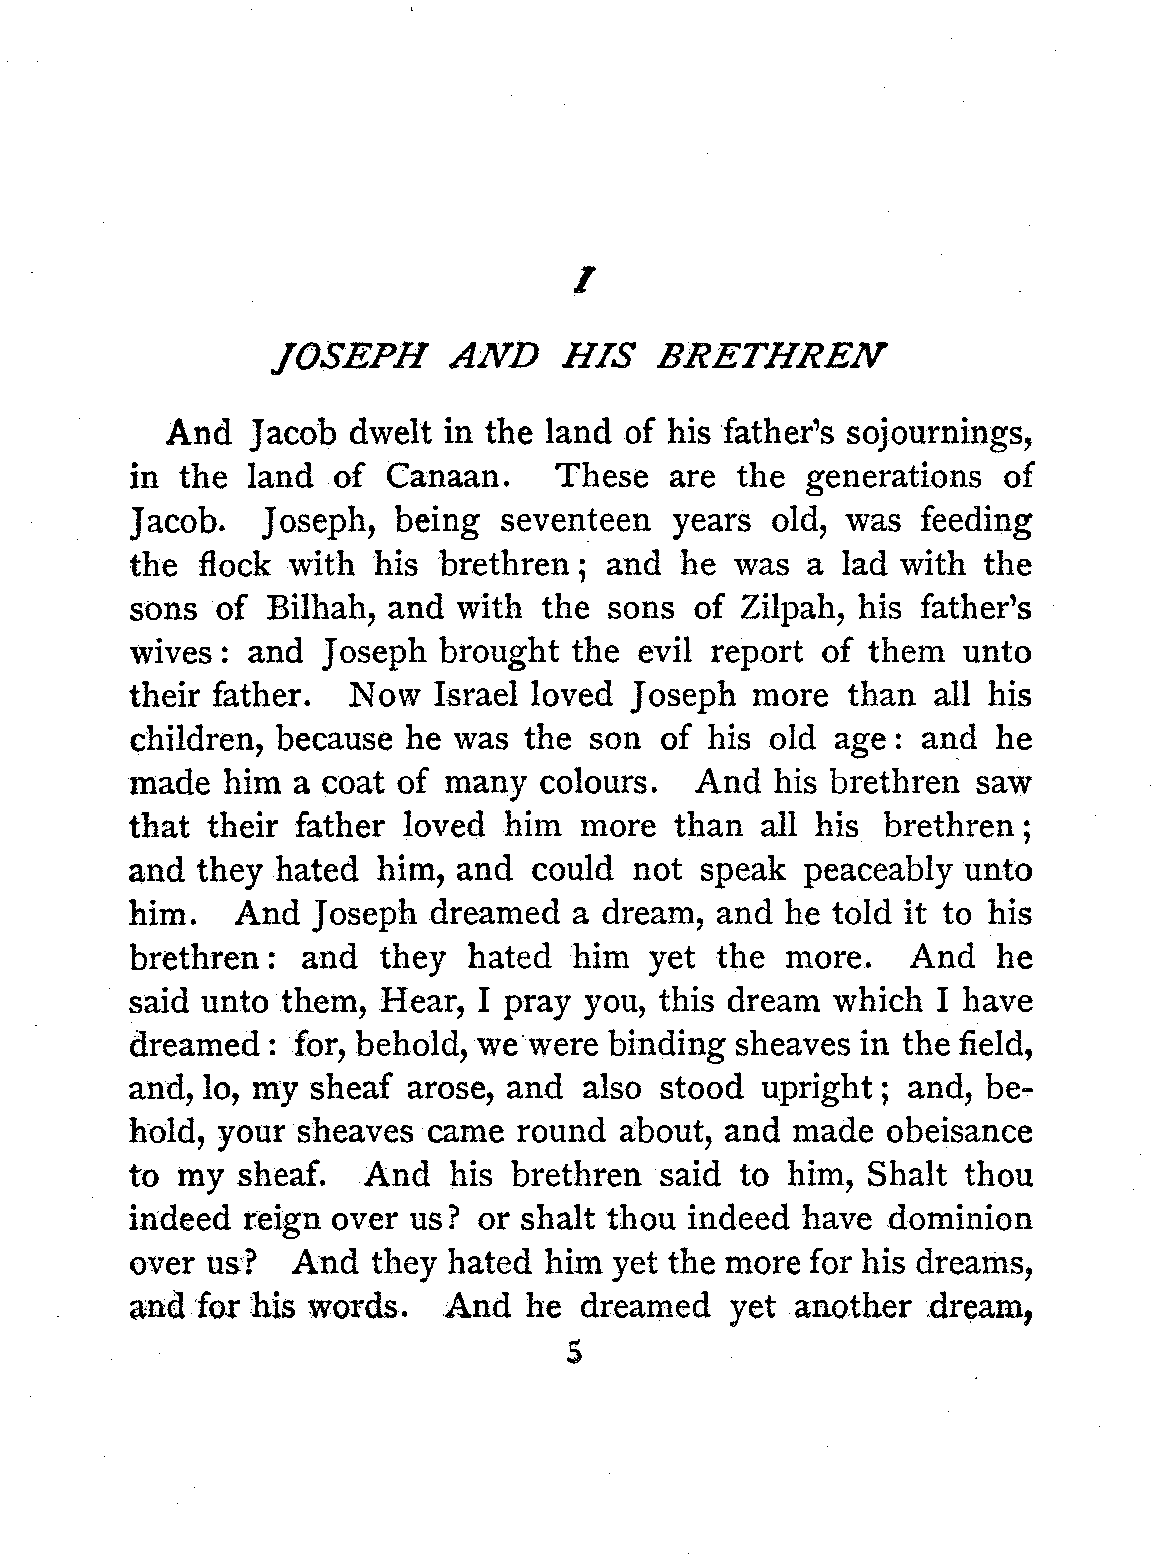 I
JOSEPH AND HIS BRETHREN
And Jacob dwelt in the land of his father's sojournings,
in the land of Canaan. These are the generations of
Jacob. Joseph, being seventeen years old, was feeding
the flock with his brethren; and he was a lad with the
sons of Bilhah, and with the sons of Zilpah, his father's
wives: and Joseph brought the evil report of them unto
their father. Now Israel loved Joseph more than all his
children, because he was the son of his old age: and he
made him a coat of many colours. And his brethren saw
that their father loved him more than all his brethren;
and they hated him, and could not speak peaceably unto
him. And Joseph dreamed a dream, and he told it to his
brethren: and they hated him yet the more. And he
said unto them, Hear, I pray you, this dream which I have
dreamed: for, behold, we were binding sheaves in the field,
and, lo, my sheaf arose, and also stood upright; and, be-
hold, your sheaves came round about, and made obeisance
to my sheaf. And his brethren said to him, Shalt thou
indeed reign over us? or shalt thou indeed have dominion
over us? And they hated him yet the more for his dreams,
and for his words. And he dreamed yet another dream,
5